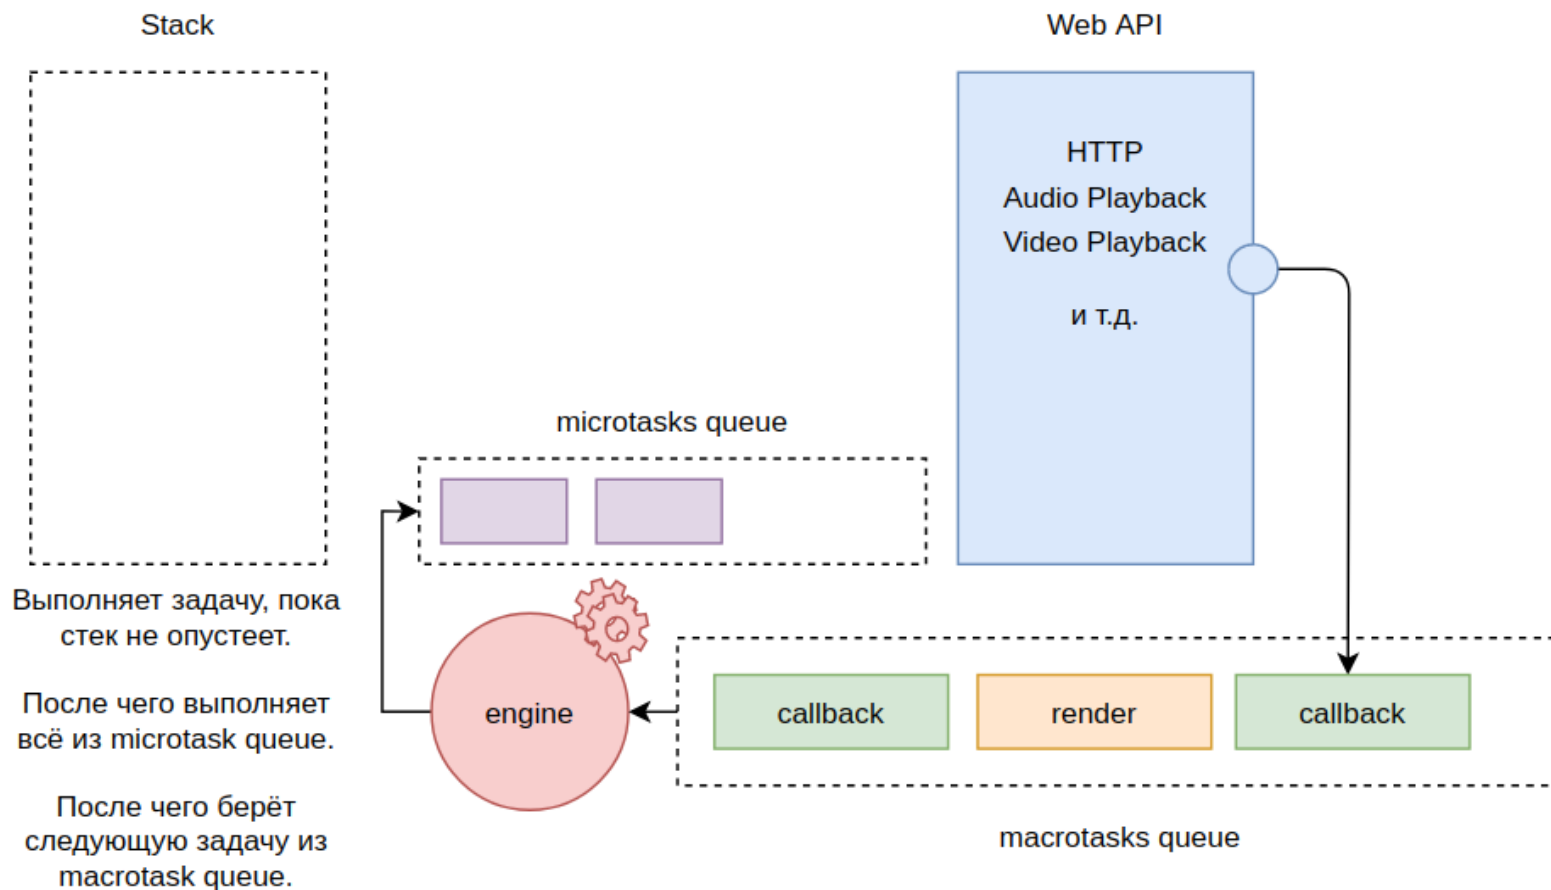 Stack
Web API
HTTP
Audio Playback
Video Playback
и т.д.
microtasks queue
Выполняет задачу, пока
стек не опустеет.
После чего выполняет
всё из microtask queue.
После чего берёт
следующую задачу из
macrotask queue.
engine
callback
render
callback
macrotasks queue